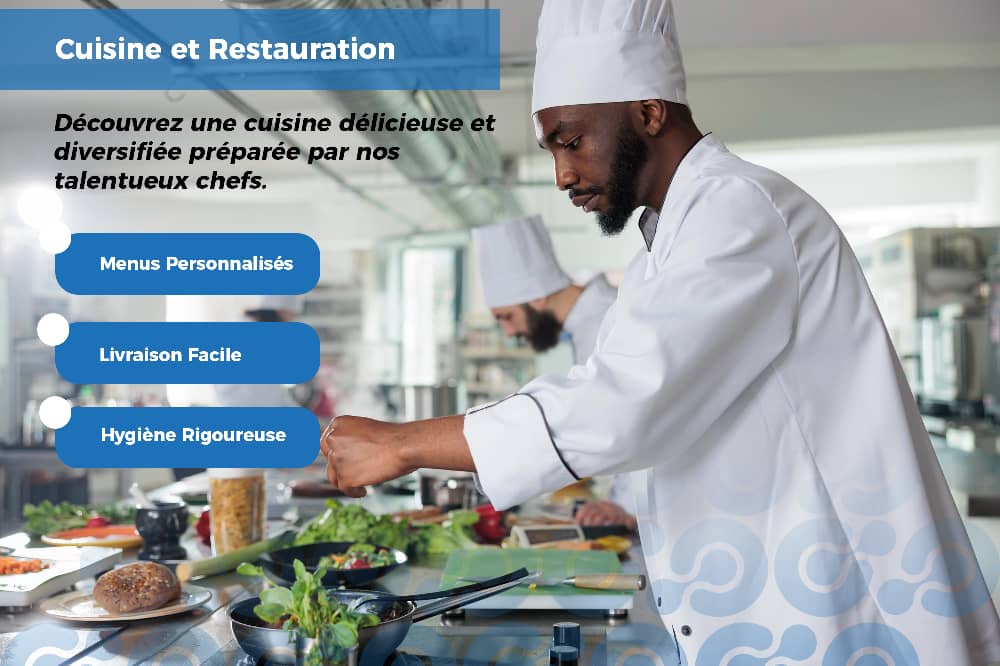 Cuisine et Restauration
Découvrez une cuisine délicieuse et
diversifiée préparée par nos
talentueux chefs.
Menus Personnalisés
Livraison Facile
Hygiène Rigoureuse